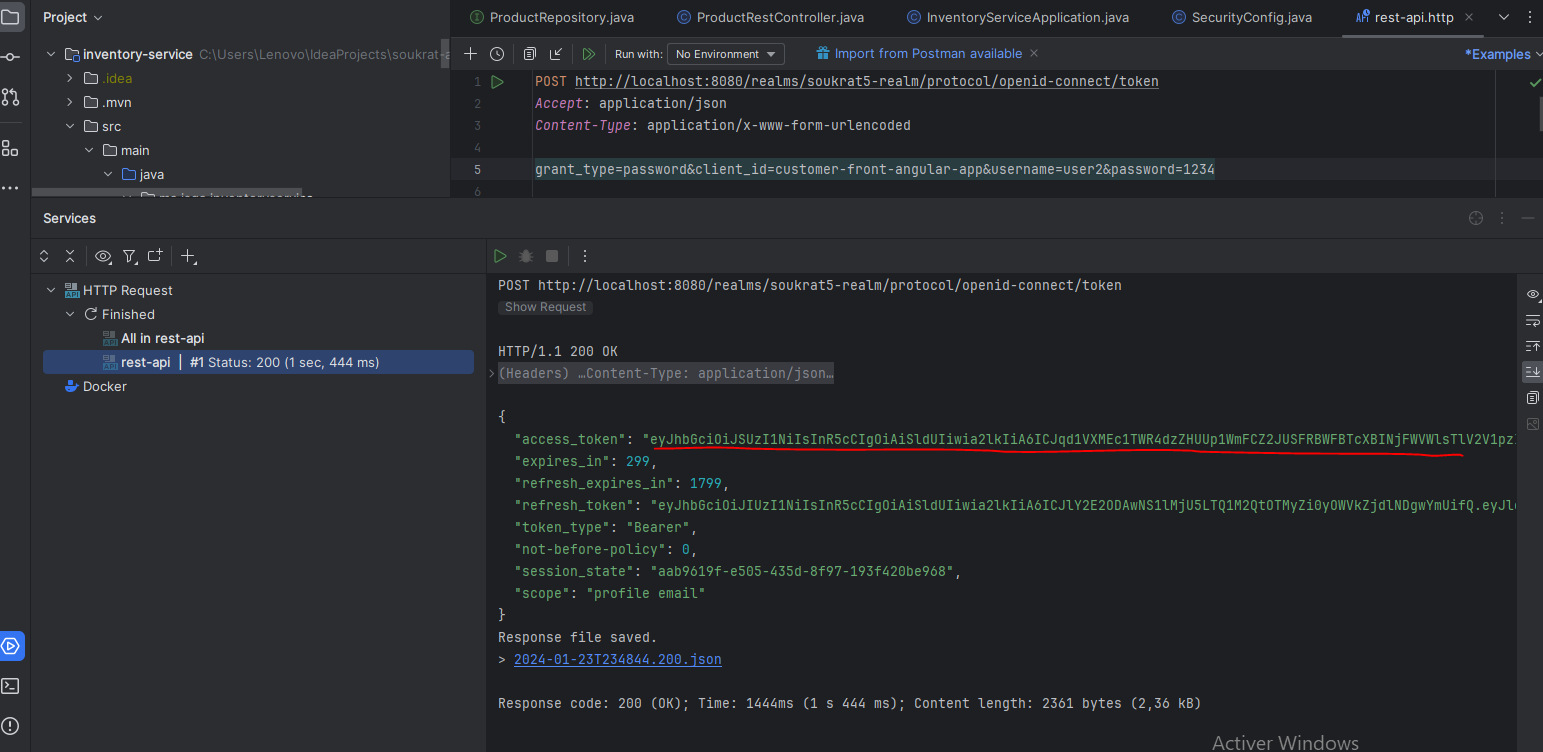 Project
ProductRepository.java
ProductRestController.java
InventoryServiceApplication.java
SecurityConfig.java
rest-api.http
inventory-service C:\Users\Lenovo\IdeaProjects\soukrat-a
.idea
.mvn
src
main
java
Run with: No Environment
Import from Postman available
*Examples
1 POST http://localhost:8080/realms/soukrat5-realm/protocol/openid-connect/token
2 Accept: application/json
3 Content-Type: application/x-www-form-urlencoded
4
5 grant_type=password&client_id=customer-front-angular-app&username=user2&password=1234
6
Services
HTTP Request
Finished
All in rest-api
rest-api | #1 Status: 200 (1 sec, 444 ms)
Docker
POST http://localhost:8080/realms/soukrat5-realm/protocol/openid-connect/token
Show Request
HTTP/1.1 200 OK
(Headers) …Content-Type: application/json…
{
"access_token": "eyJhbGciOiJSUzI1NiIsInR5cCIgOiAiSldUIiwia2lkIiA6ICJqd1VXMEc1TWR4dzZHUUp1WmFCZ2JUSFRBWFBTcXBINjFWVWlsTlV2V1pz
"expires_in": 299,
"refresh_expires_in": 1799,
"refresh_token": "eyJhbGciOiJIUzI1NiIsInR5cCIgOiAiSldUIiwia2lkIiA6ICJlY2E2ODAwNS1lMjU5LTQ1M2QtOTMyZi0yOWVkZjdlNDgwYmUifQ.eyJl
"token_type": "Bearer",
"not-before-policy": 0,
"session_state": "aab9619f-e505-435d-8f97-193f420be968",
"scope": "profile email"
}
Response file saved.
> 2024-01-23T234844.200.json
Response code: 200 (OK); Time: 1444ms (1 s 444 ms); Content length: 2361 bytes (2,36 kB)
Activer Windows